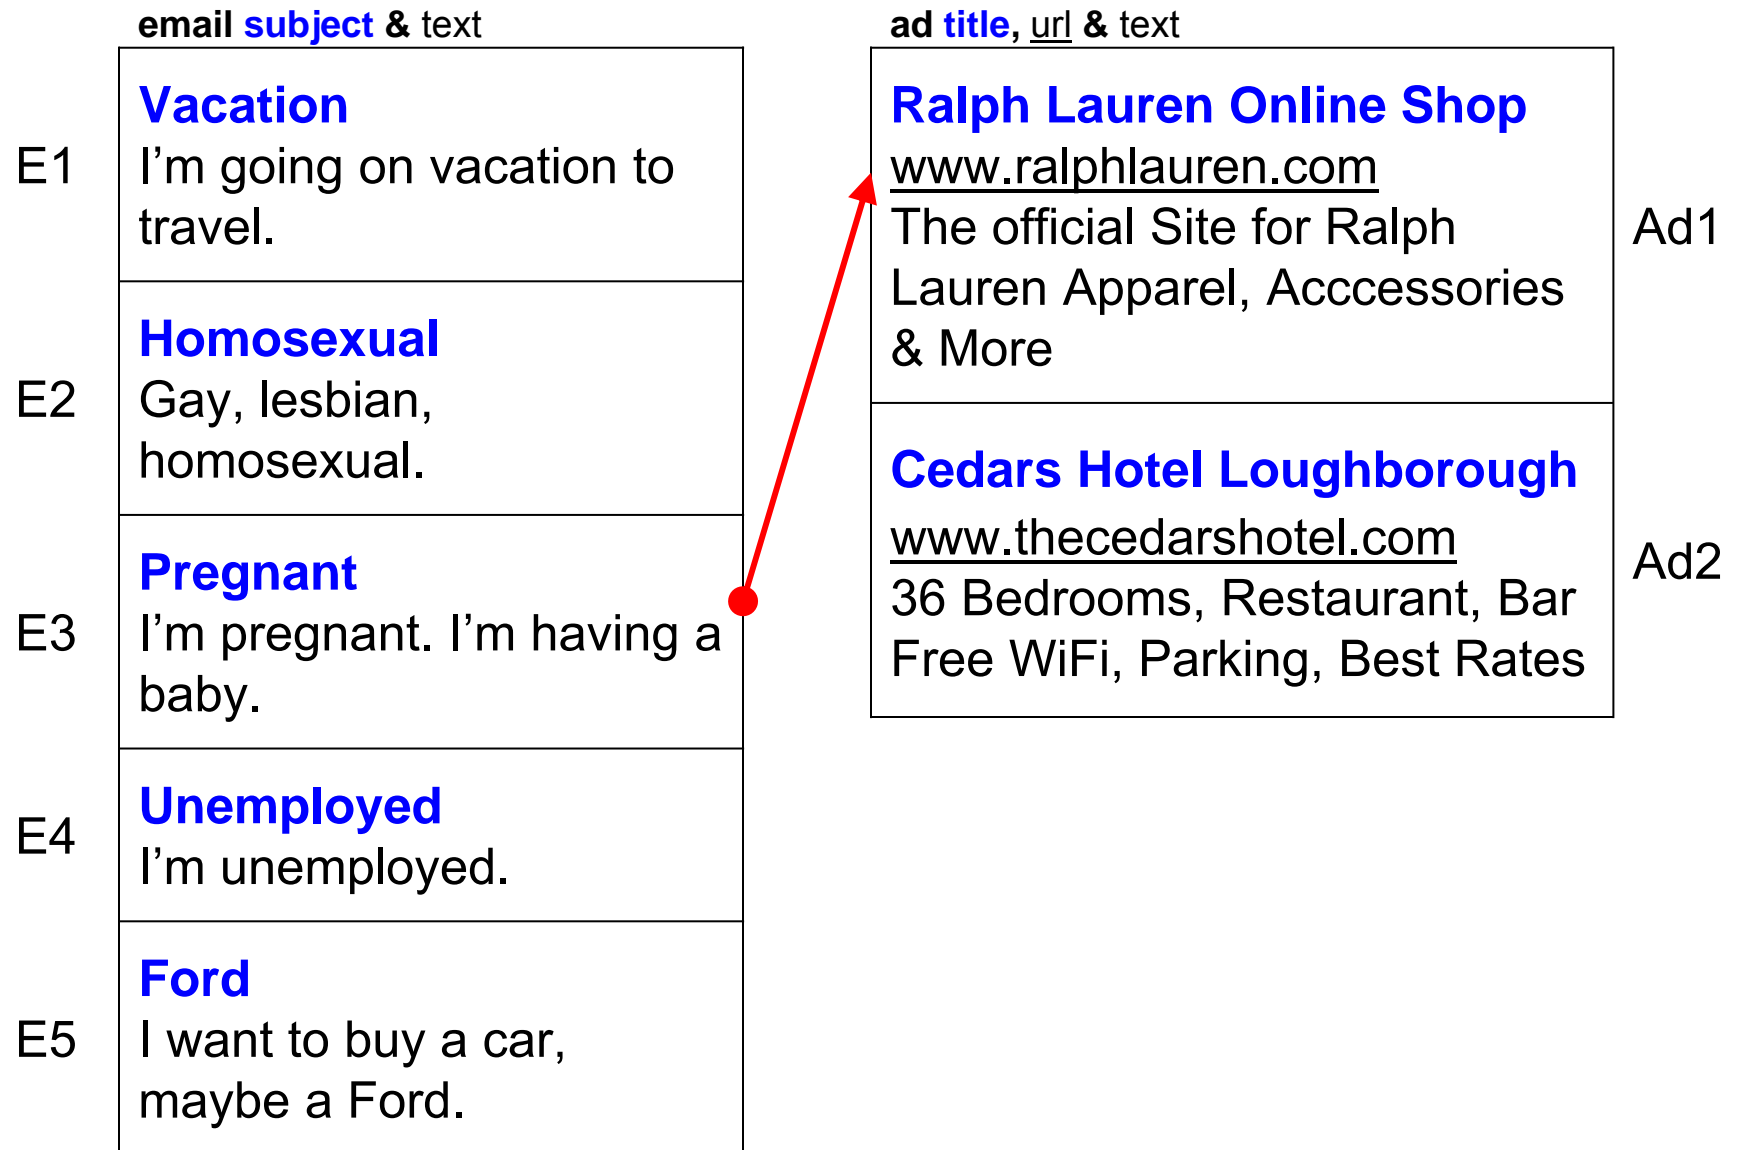 email subject & text
E1
Vacation
I'm going on vacation to
travel.
E2
Homosexual
Gay, lesbian,
homosexual.
E3
Pregnant
I'm pregnant. I'm having a
baby.
E4
Unemployed
I'm unemployed.
E5
Ford
I want to buy a car,
maybe a Ford.
ad title, url & text
Ralph Lauren Online Shop
www.ralphlauren.com
The official Site for Ralph
Lauren Apparel, Acccessories
& More
Ad1
Cedars Hotel Loughborough
www.thecedarshotel.com
36 Bedrooms, Restaurant, Bar
Free WiFi, Parking, Best Rates
Ad2